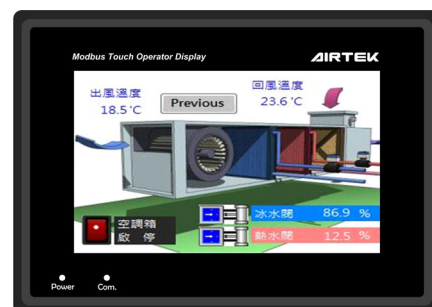 Modbus Touch Operator Display
AIRTEK
出風溫度
18.5°C
Previous
回風溫度
23.6°C
空調箱
啟 停
冰水閥 86.9 %
熱水閥 12.5 %
Power
Com.